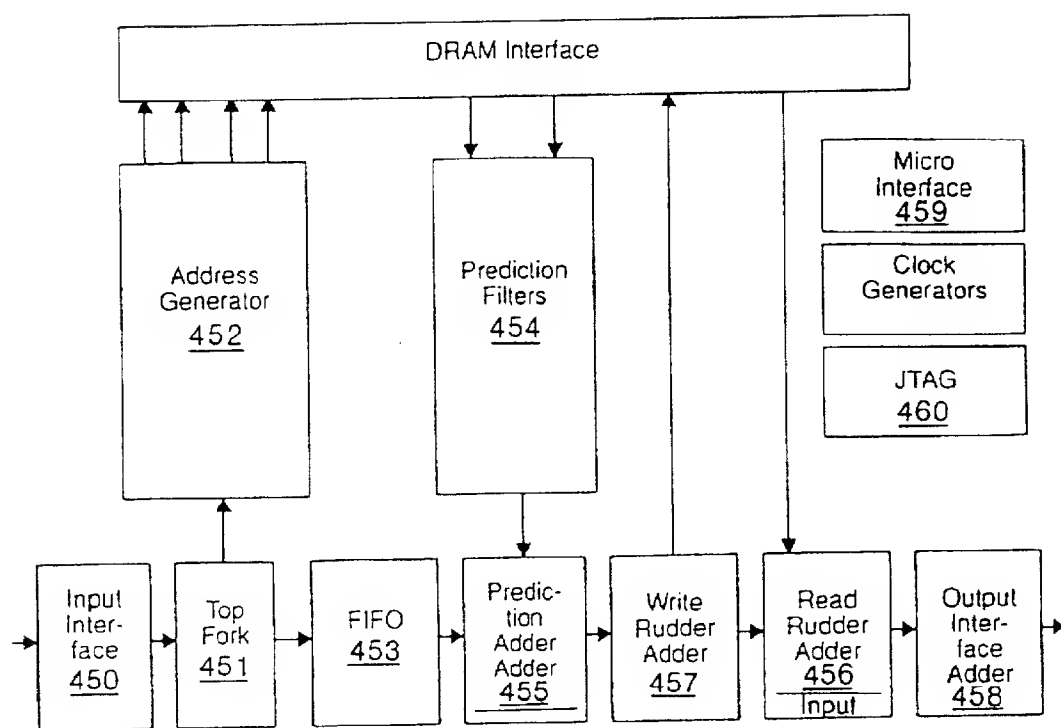 DRAM Interface
Micro
Interface
459
Clock
Generators
JTAG
460
Address
Generator
452
Prediction
Filters
454
Input
Inter-
face
450
Top
Fork
451
FIFO
453
Predic-
tion
Adder
Adder
455
Write
Rudder
Adder
457
Read
Rudder
Adder
456
Input
Output
Inter-
face
Adder
458